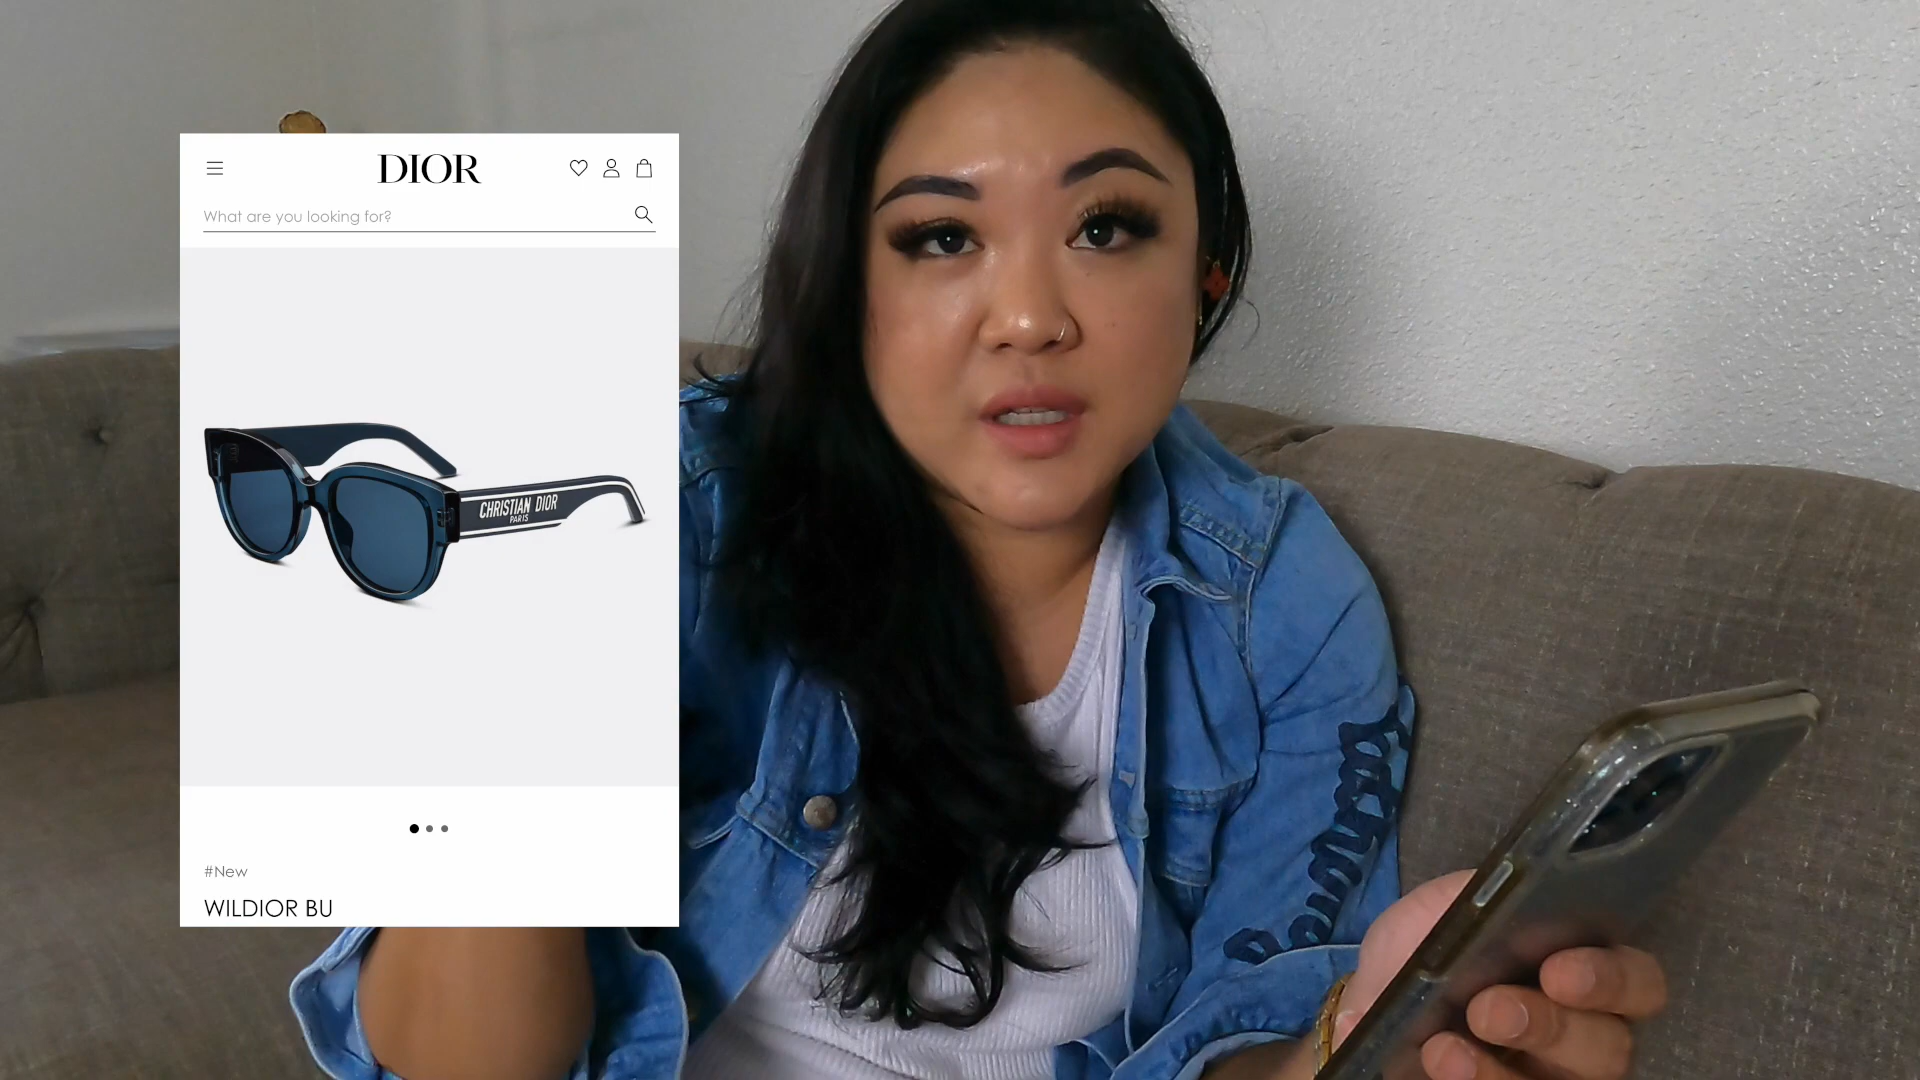 DIOR
What are you looking for?
CHRISTIAN DIOR
PARIS
#New
WILDIOR BU